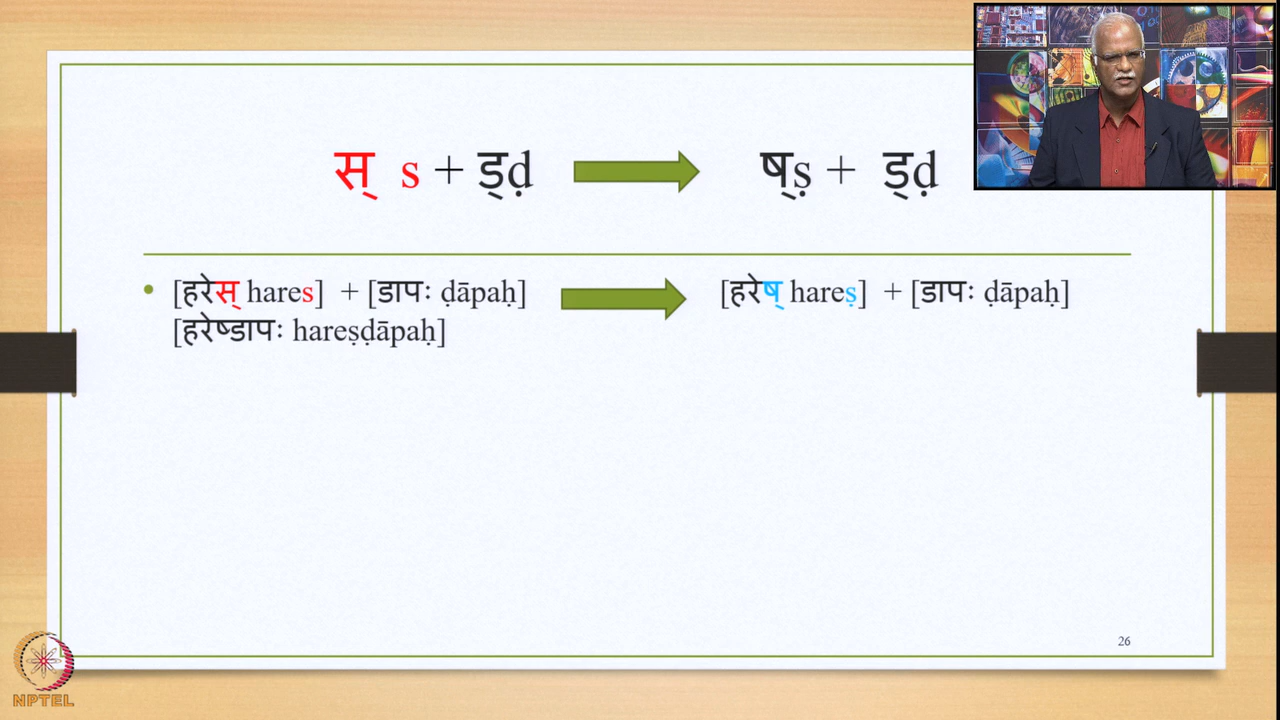 स् s + ड्ḍ ष्ṣ + ड्ḍ
• [हरेस् hares] + [डापः ḍāpaḥ] [हरेष् hareṣ] + [डापः ḍāpaḥ]
[हरेष्डापः hareṣḍāpaḥ]
26
NPTEL